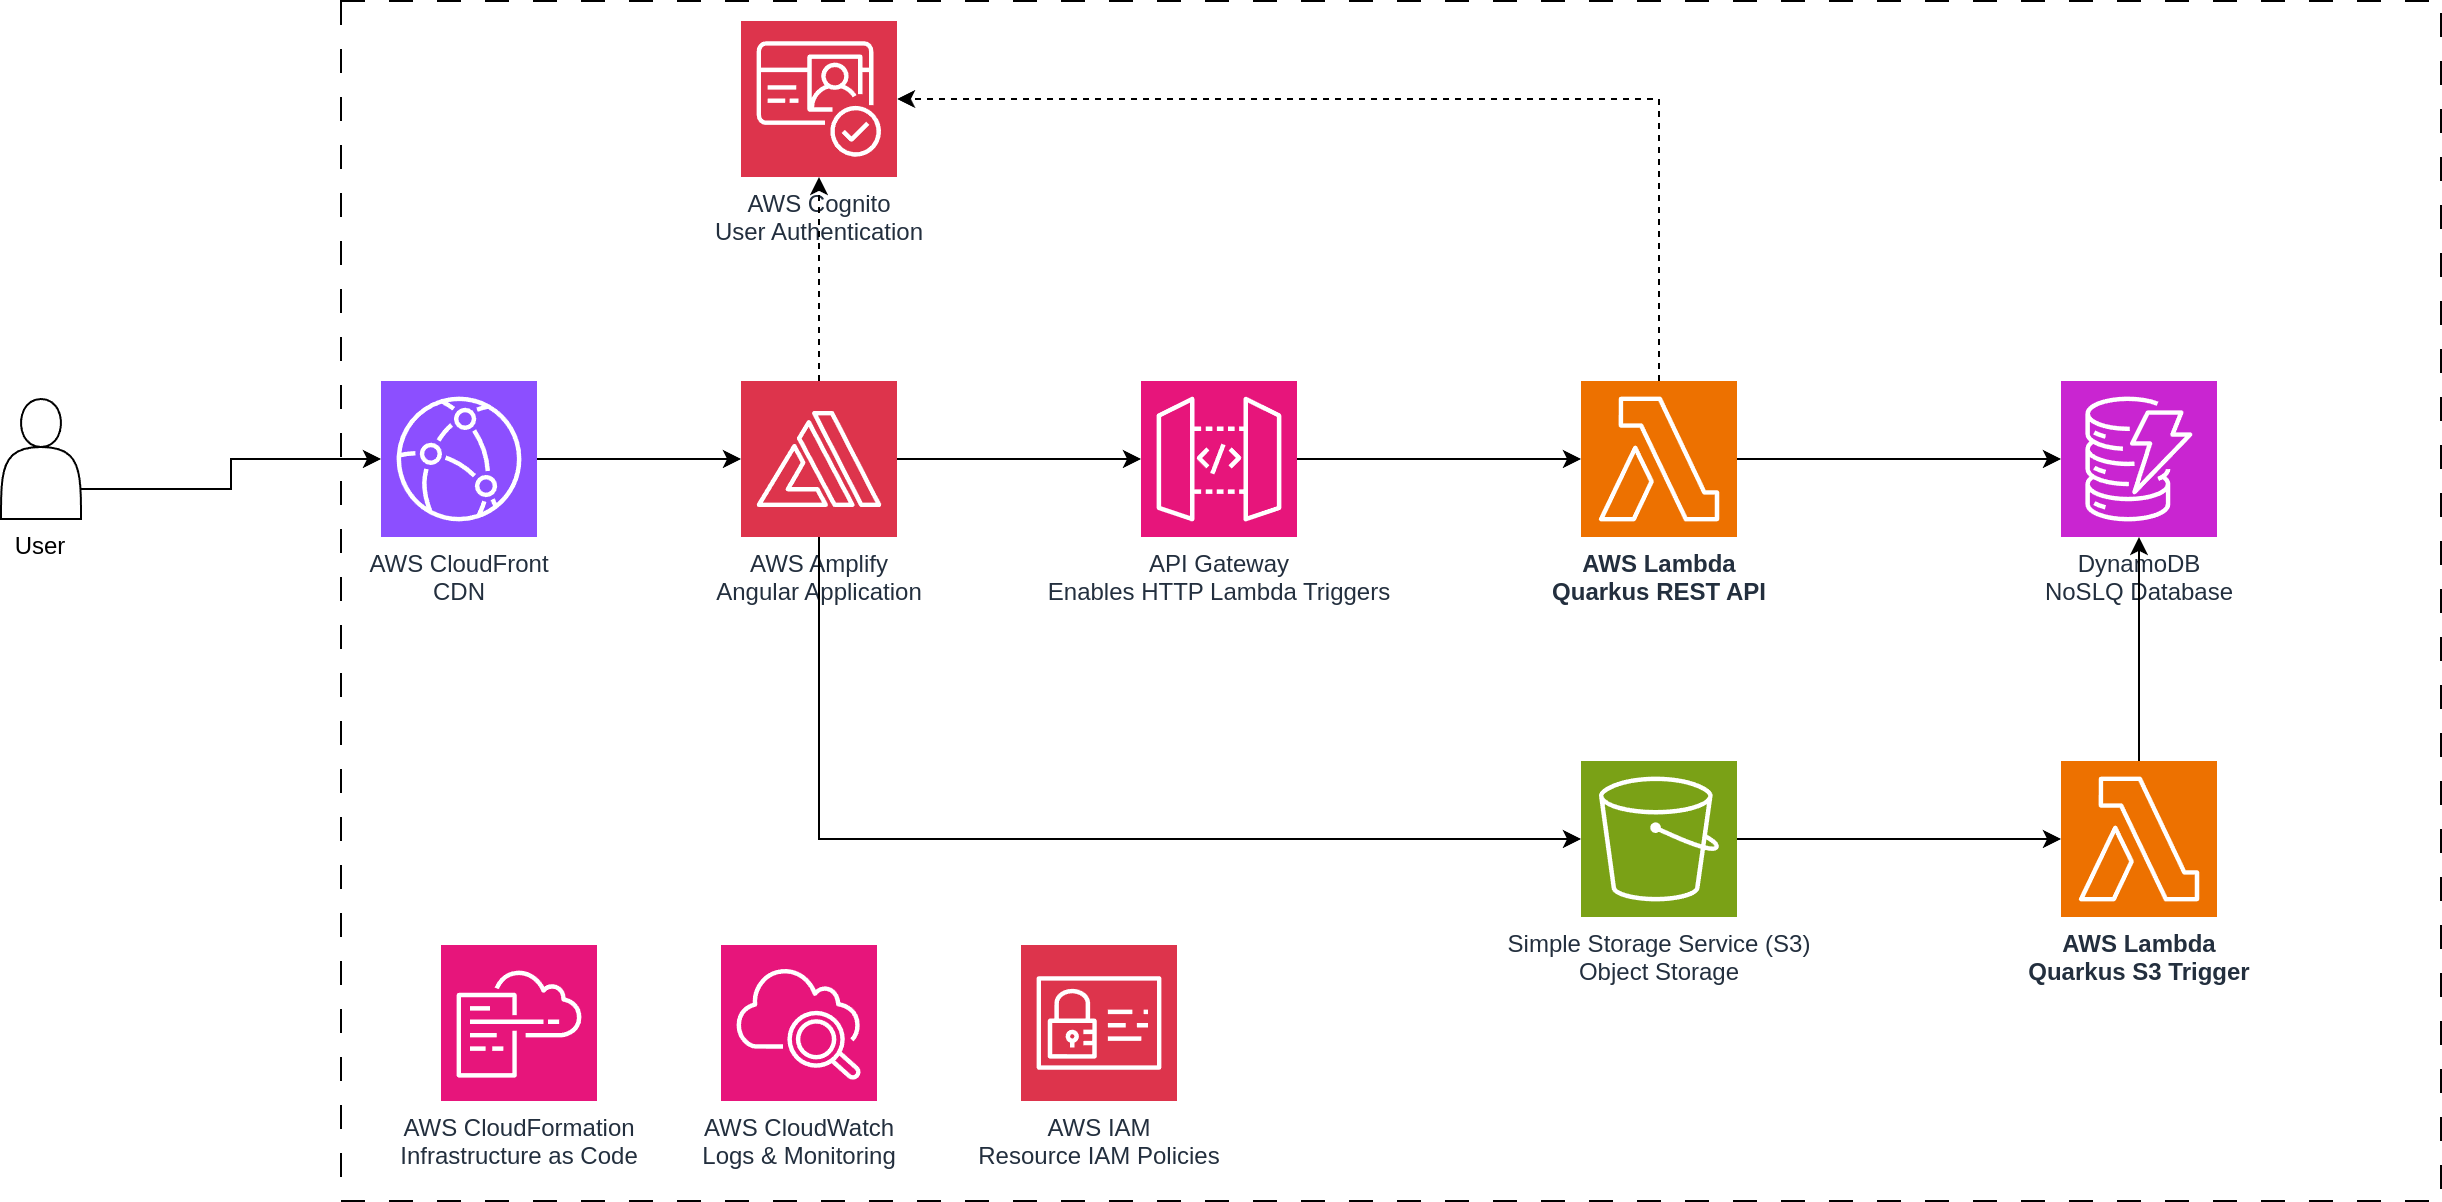 AWS Cognito
User Authentication
User
AWS CloudFront
CDN
AWS Amplify
Angular Application
API Gateway
Enables HTTP Lambda Triggers
AWS Lambda
Quarkus REST API
DynamoDB
NoSLQ Database
Simple Storage Service (S3)
Object Storage
AWS Lambda
Quarkus S3 Trigger
AWS CloudFormation
Infrastructure as Code
AWS CloudWatch
Logs & Monitoring
AWS IAM
Resource IAM Policies